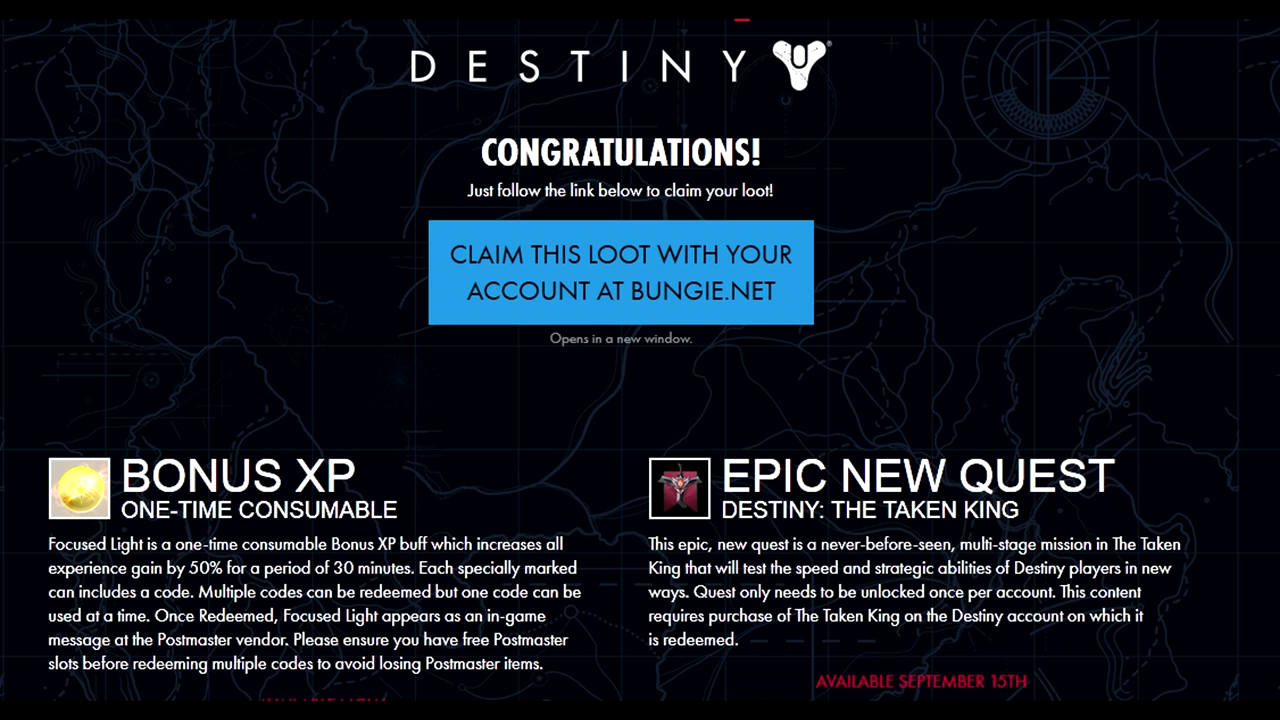 DESTINY
CONGRATULATIONS!
Just follow the link below to claim your loot!
CLAIM THIS LOOT WITH YOUR
ACCOUNT AT BUNGIE.NET
Opens in a new window.
BONUS XP
ONE-TIME CONSUMABLE
Focused Light is a one-time consumable Bonus XP buff which increases all
experience gain by 50% for a period of 30 minutes. Each specially marked
can includes a code. Multiple codes can be redeemed but one code can be
used at a time. Once Redeemed, Focused Light appears as an in-game
message at the Postmaster vendor. Please ensure you have free Postmaster
slots before redeeming multiple codes to avoid losing Postmaster items.
EPIC NEW QUEST
DESTINY: THE TAKEN KING
This epic, new quest is a never-before-seen, multi-stage mission in The Taken
King that will test the speed and strategic abilities of Destiny players in new
ways. Quest only needs to be unlocked once per account. This content
requires purchase of The Taken King on the Destiny account on which it
is redeemed.
AVAILABLE SEPTEMBER 15TH